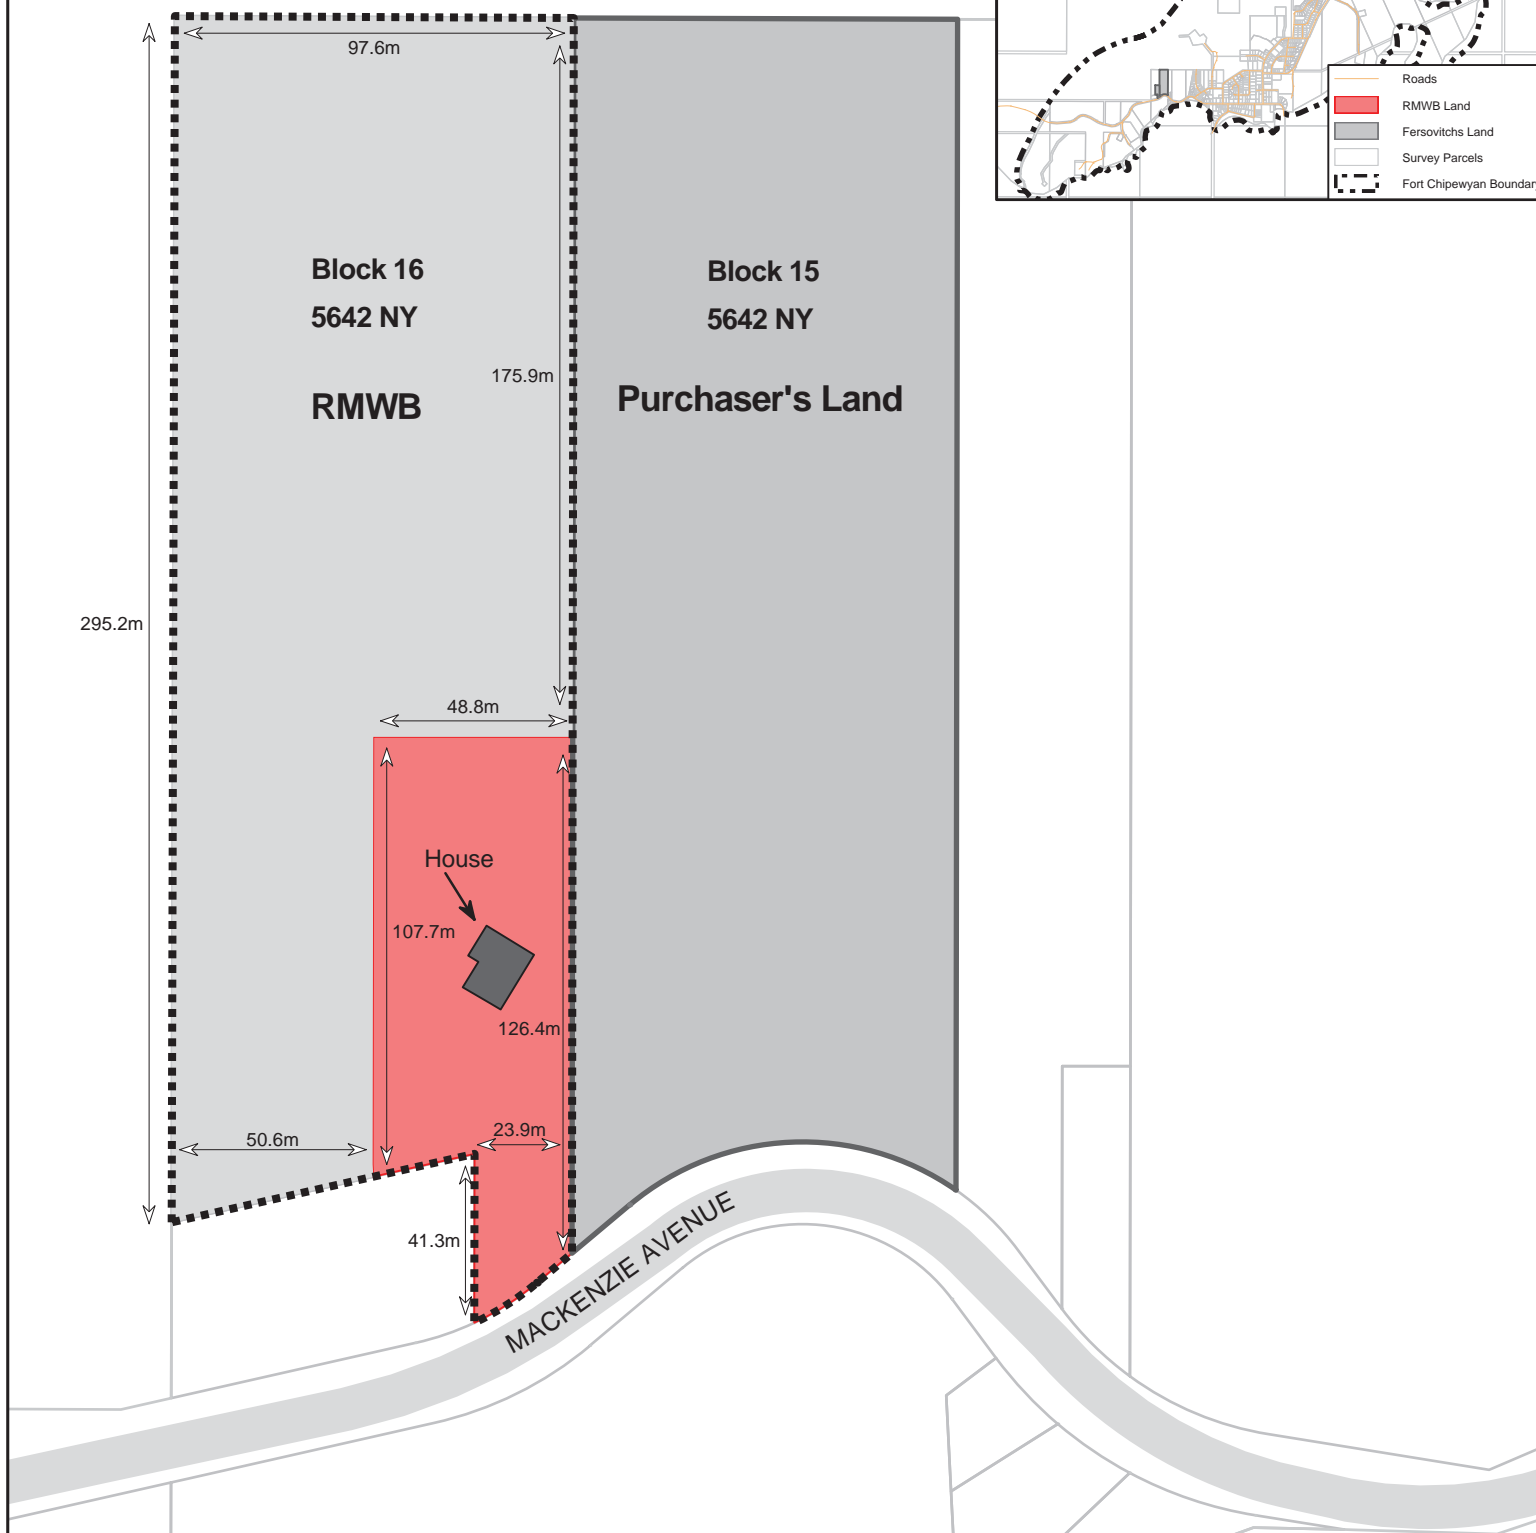 97.6m
Roads
RMWB Land
Fersovitchs Land
Survey Parcels
Fort Chipewyan Boundary
Block 16
5642 NY
Block 15
5642 NY
175.9m
RMWB
Purchaser's Land
295.2m
48.8m
House
107.7m
126.4m
23.9m
50.6m
41.3m
MACKENZIE AVENUE